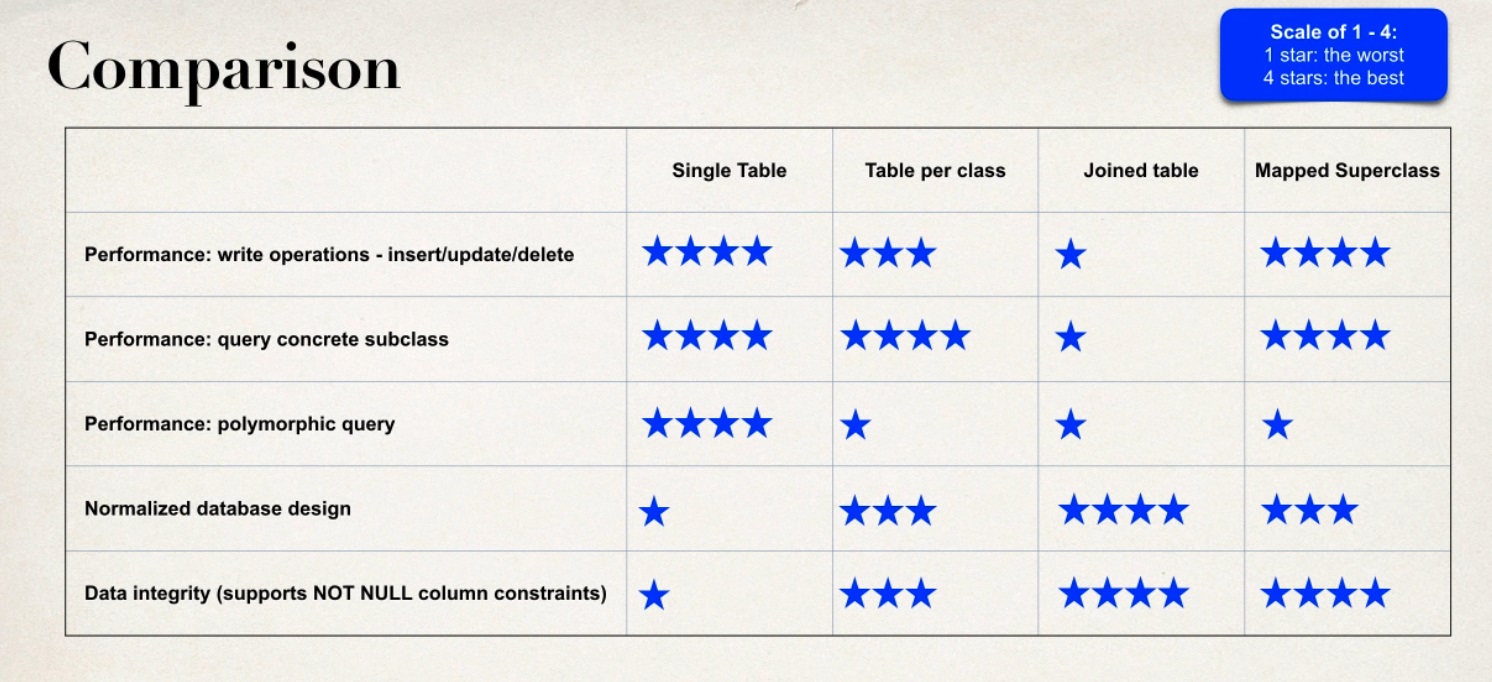 Comparison
Scale of 1 - 4:
1 star: the worst
4 stars: the best
Single Table Table per class Joined table Mapped Superclass
Performance: write operations - insert/update/delete ★★★★ ★★★ ★ ★★★★
Performance: query concrete subclass ★★★★ ★★★★ ★ ★★★★
Performance: polymorphic query ★★★★ ★ ★ ★
Normalized database design ★ ★★★ ★★★★ ★★★
Data integrity (supports NOT NULL column constraints) ★ ★★★ ★★★★ ★★★★